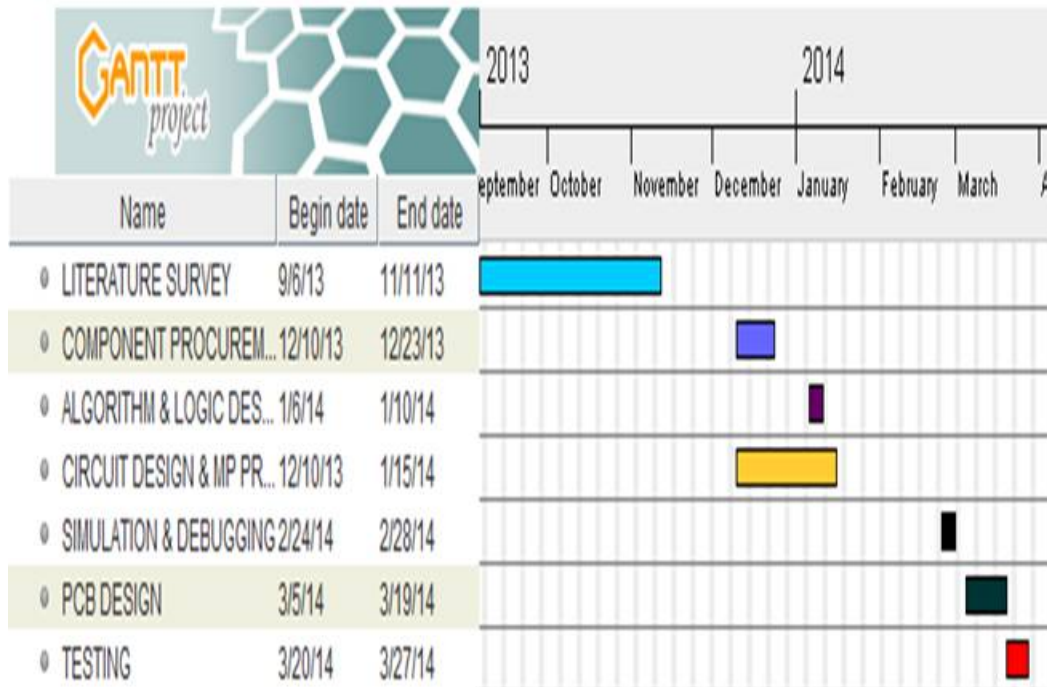 GANTT
project
2013 2014
eptember October November December January February March A
Name Begin date End date
LITERATURE SURVEY 9/6/13 11/11/13
COMPONENT PROCUREM... 12/10/13 12/23/13
ALGORITHM & LOGIC DES... 1/6/14 1/10/14
CIRCUIT DESIGN & MP PR... 12/10/13 1/15/14
SIMULATION & DEBUGGING 2/24/14 2/28/14
PCB DESIGN 3/5/14 3/19/14
TESTING 3/20/14 3/27/14